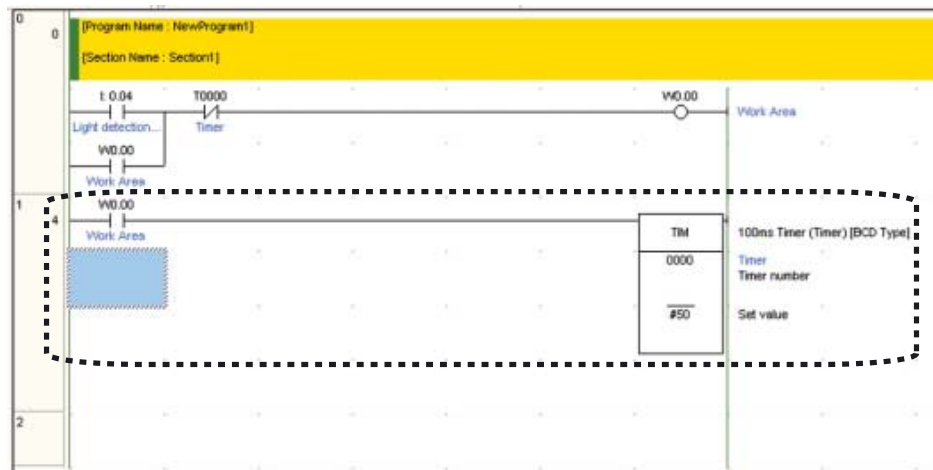 0
0
[Program Name : NewProgram1]
[Section Name : Section1]
I: 0.04 T0000 W0.00
Light detection... Timer Work Area
W0.00
Work Area
1
4
W0.00
Work Area
TIM 100ms Timer (Timer) [BCD Type]
0000 Timer
Timer number
#50 Set value
2